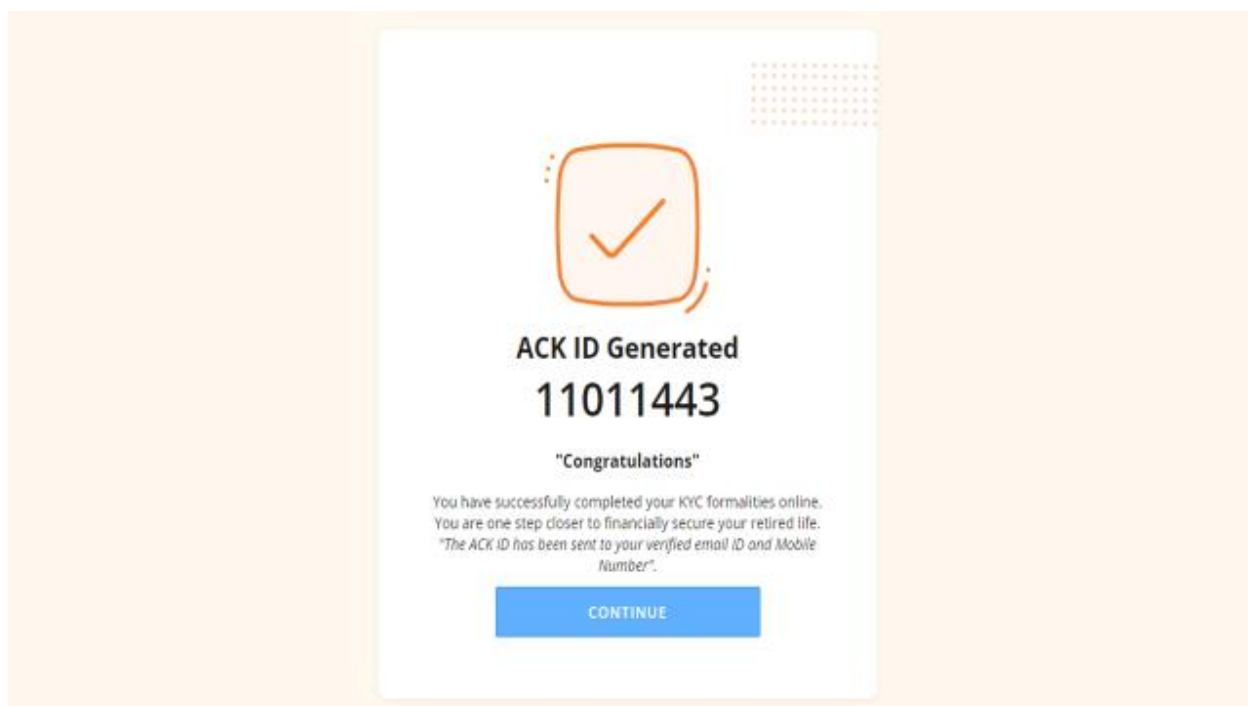 ACK ID Generated
11011443
"Congratulations"
You have successfully completed your KYC formalities online.
You are one step closer to financially secure your retired life.
"The ACK ID has been sent to your verified email ID and Mobile
Number".
CONTINUE